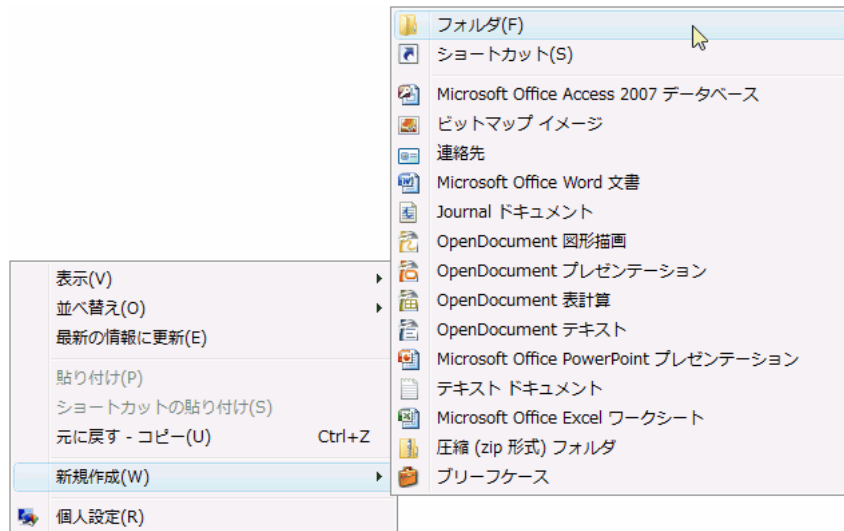 フォルダ(F)
ショートカット(S)
Microsoft Office Access 2007 データベース
ビットマップ イメージ
連絡先
Microsoft Office Word 文書
Journal ドキュメント
OpenDocument 図形描画
OpenDocument プレゼンテーション
OpenDocument 表計算
OpenDocument テキスト
Microsoft Office PowerPoint プレゼンテーション
テキスト ドキュメント
Microsoft Office Excel ワークシート
圧縮 (zip 形式) フォルダ
ブリーフケース
表示(V)
並べ替え(O)
最新の情報に更新(E)
貼り付け(P)
ショートカットの貼り付け(S)
元に戻す - コピー(U) Ctrl+Z
新規作成(W)
個人設定(R)